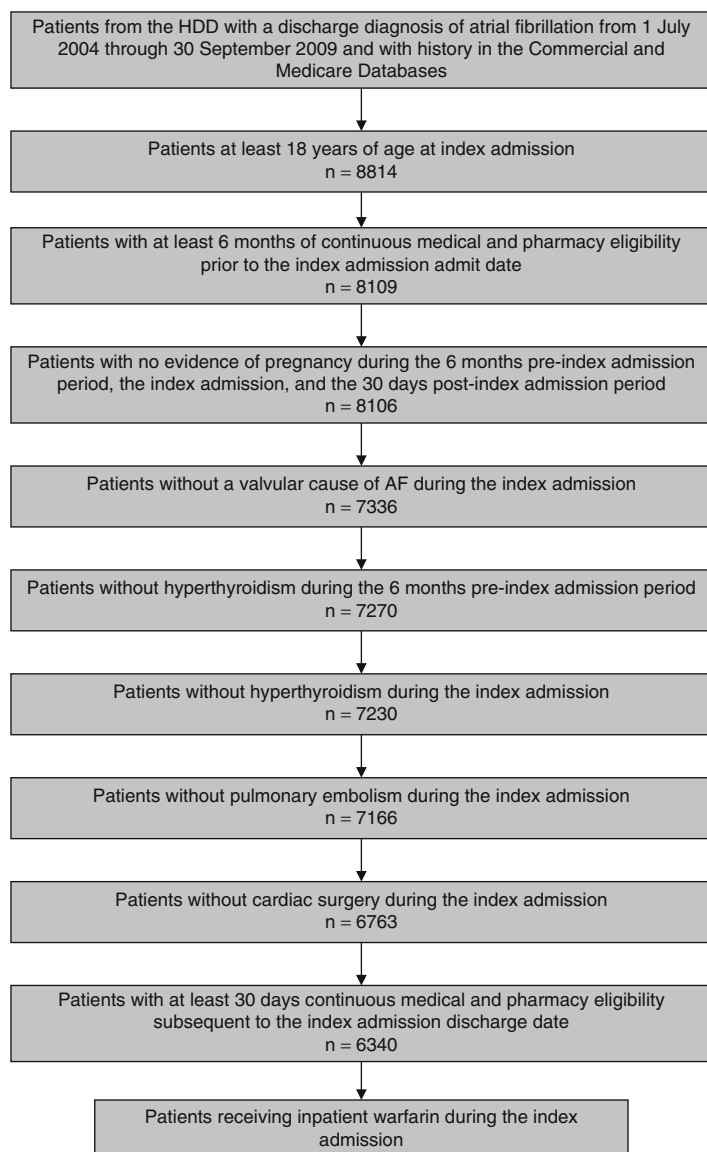 Patients from the HDD with a discharge diagnosis of atrial fibrillation from 1 July
2004 through 30 September 2009 and with history in the Commercial and
Medicare Databases
Patients at least 18 years of age at index admission
n = 8814
Patients with at least 6 months of continuous medical and pharmacy eligibility
prior to the index admission admit date
n = 8109
Patients with no evidence of pregnancy during the 6 months pre-index admission
period, the index admission, and the 30 days post-index admission period
n = 8106
Patients without a valvular cause of AF during the index admission
n = 7336
Patients without hyperthyroidism during the 6 months pre-index admission period
n = 7270
Patients without hyperthyroidism during the index admission
n = 7230
Patients without pulmonary embolism during the index admission
n = 7166
Patients without cardiac surgery during the index admission
n = 6763
Patients with at least 30 days continuous medical and pharmacy eligibility
subsequent to the index admission discharge date
n = 6340
Patients receiving inpatient warfarin during the index
admission